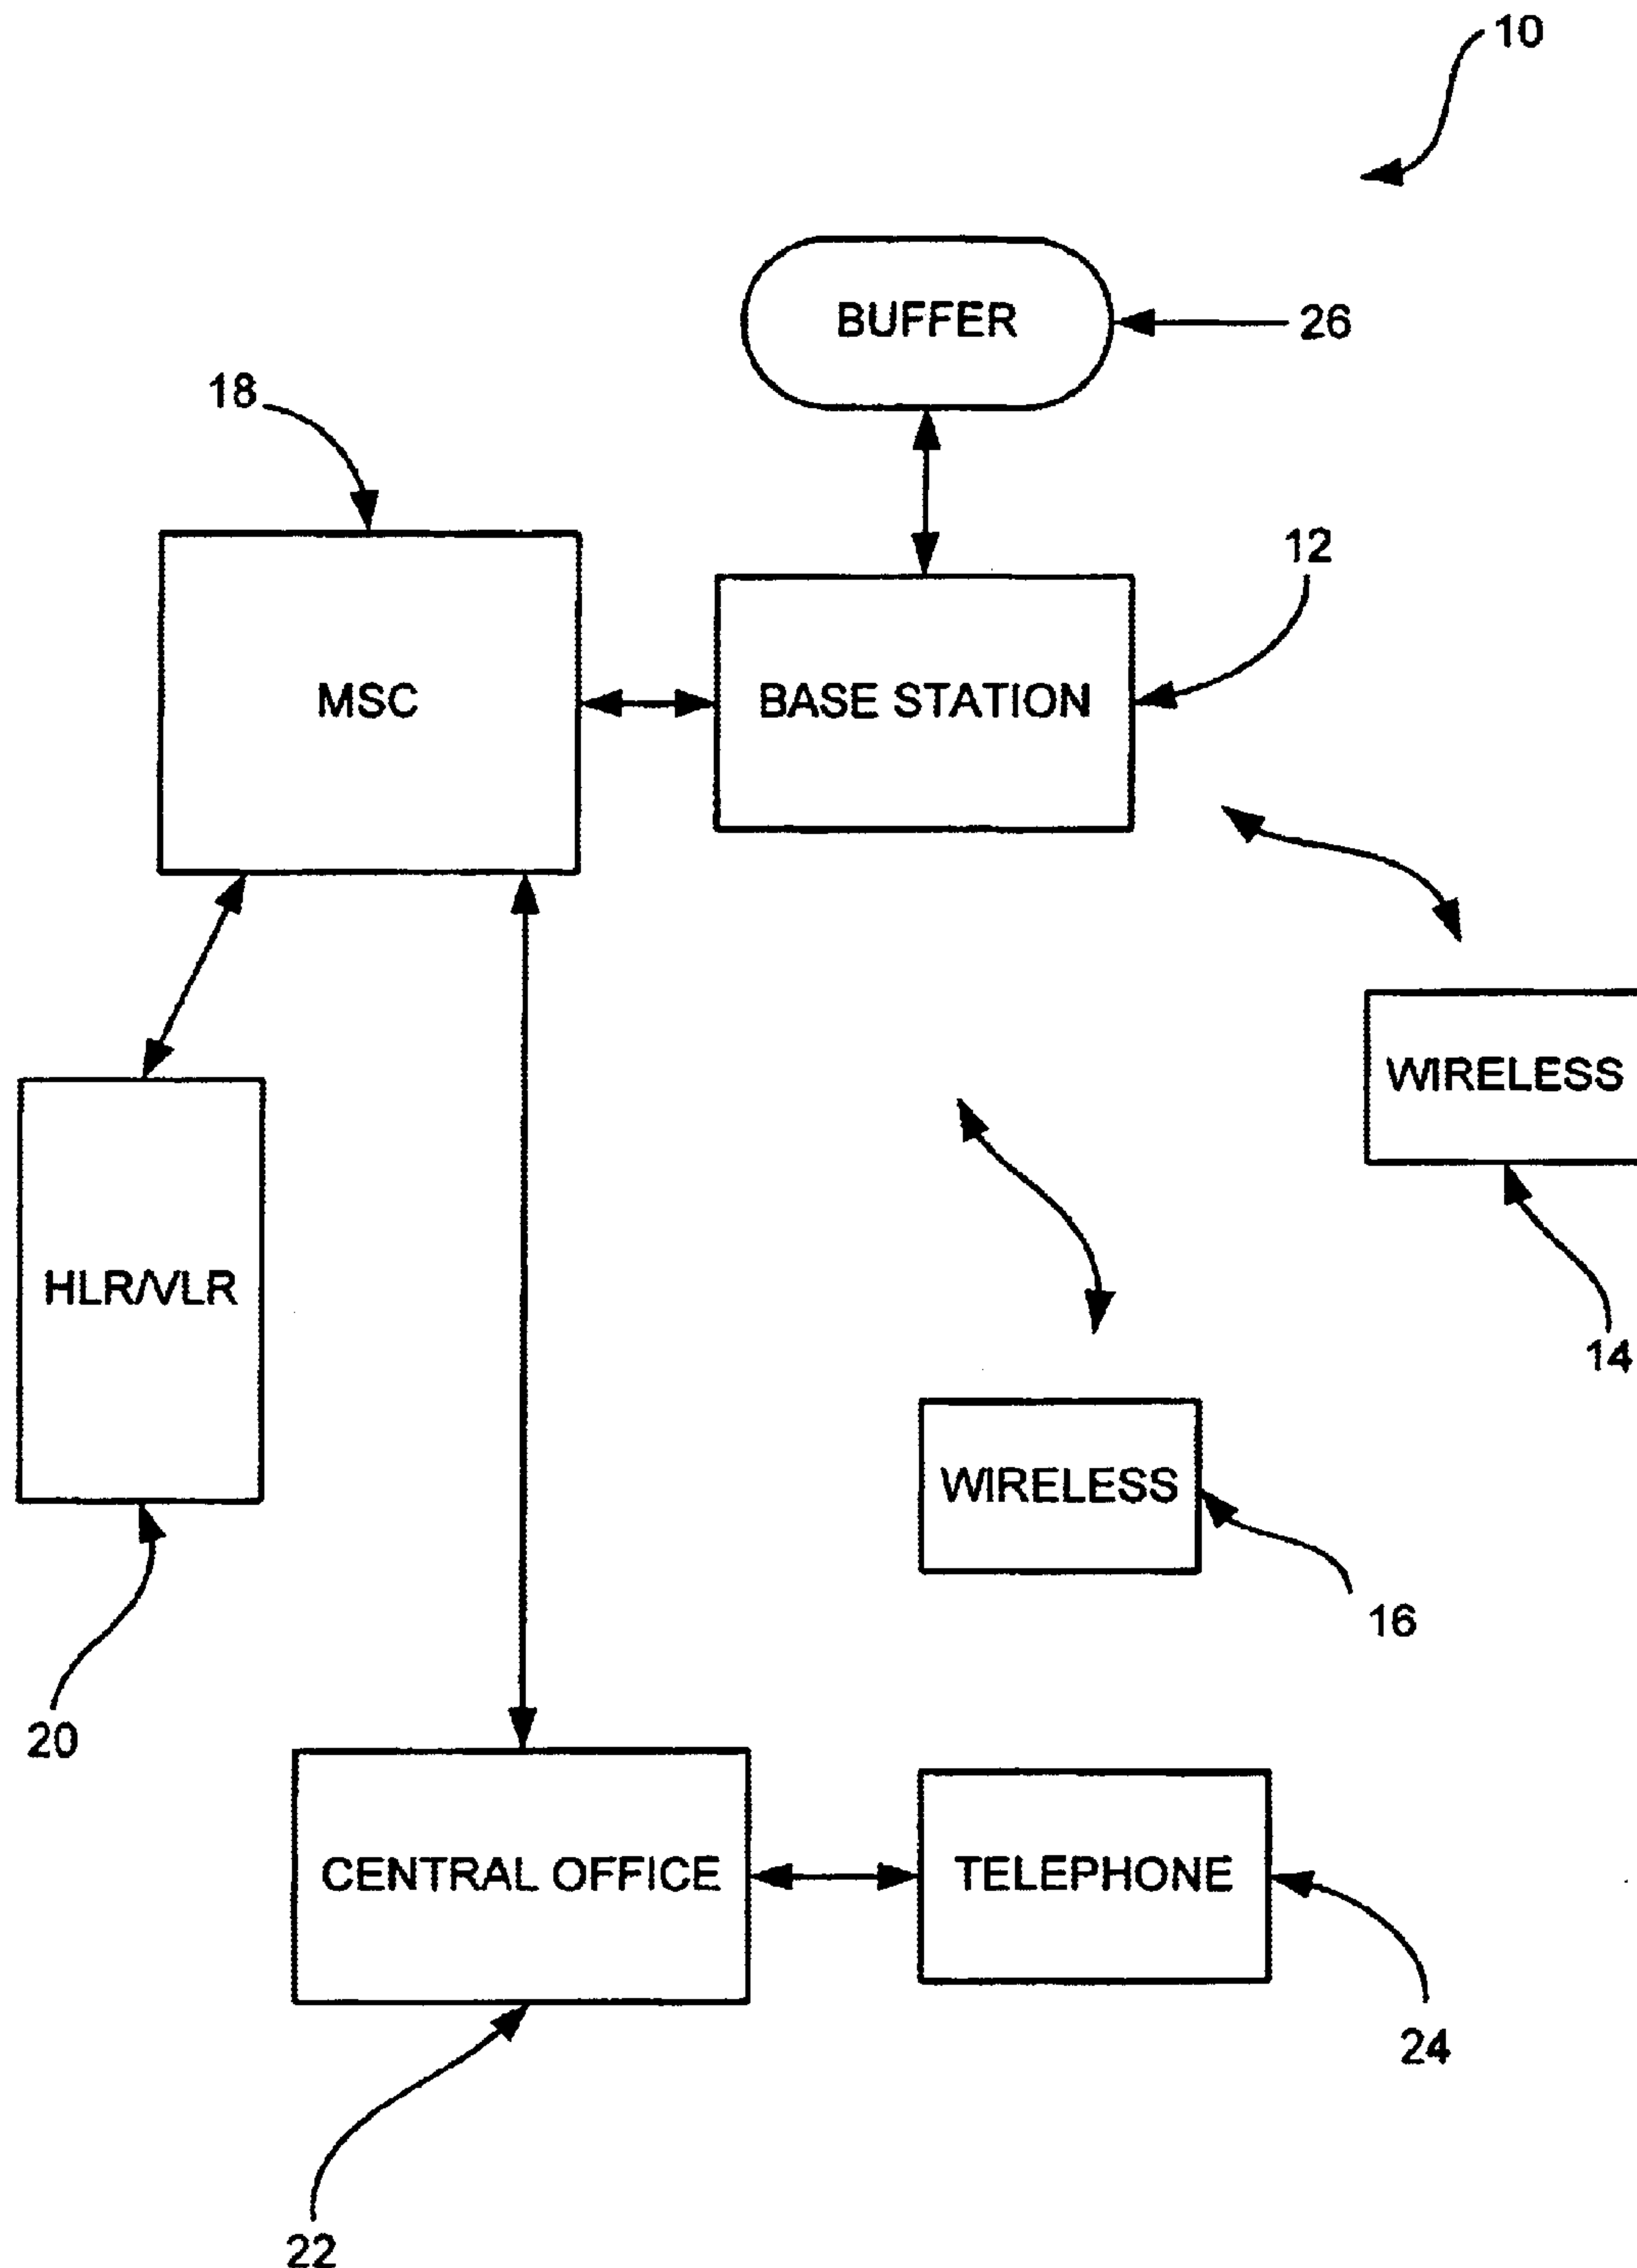 10
BUFFER
26
18
12
MSC
BASE STATION
WIRELESS
HLR/VLR
14
WIRELESS
16
20
CENTRAL OFFICE
TELEPHONE
24
22